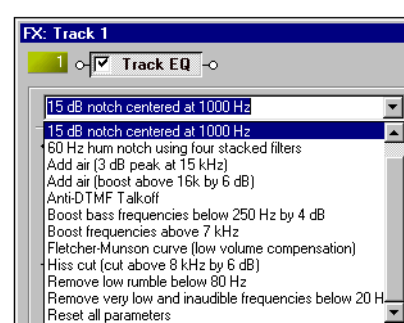 FX: Track 1
1 Track EQ
15 dB notch centered at 1000 Hz
15 dB notch centered at 1000 Hz
60 Hz hum notch using four stacked filters
Add air (3 dB peak at 15 kHz)
Add air (boost above 16k by 6 dB)
Anti-DTMF Talkoff
Boost bass frequencies below 250 Hz by 4 dB
Boost frequencies above 7 kHz
Fletcher-Munson curve (low volume compensation)
Hiss cut (cut above 8 kHz by 6 dB)
Remove low rumble below 80 Hz
Remove very low and inaudible frequencies below 20 H
Reset all parameters